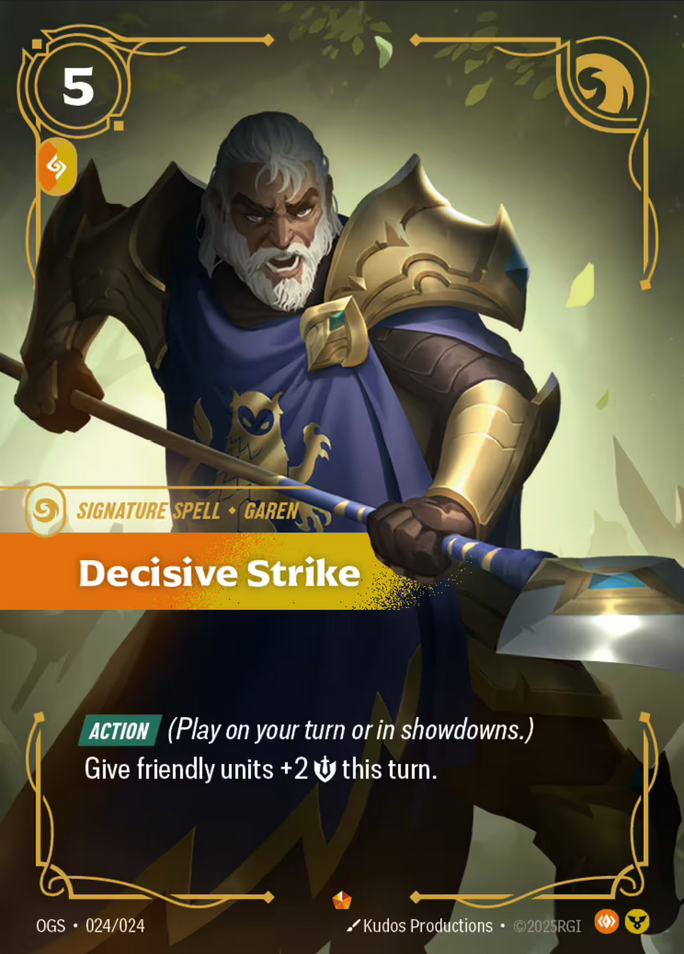 5
SIGNATURE SPELL • GAREN
Decisive Strike
ACTION (Play on your turn or in showdowns.)
Give friendly units +2 this turn.
OGS • 024/024 Kudos Productions • ©2025RGI